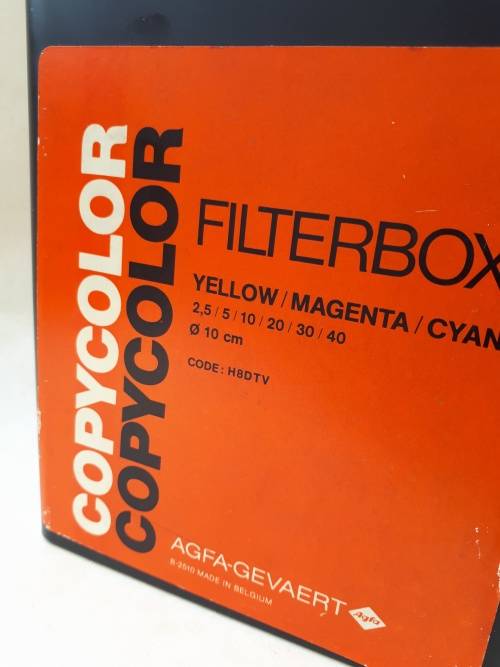 COPYCOLOR
COPYCOLOR
FILTERBOX
YELLOW / MAGENTA / CYAN
2,5 / 5 / 10 / 20 / 30 / 40
Ø 10 cm
CODE: H8DTV
AGFA-GEVAERT
B-2510 MADE IN BELGIUM
Agfa